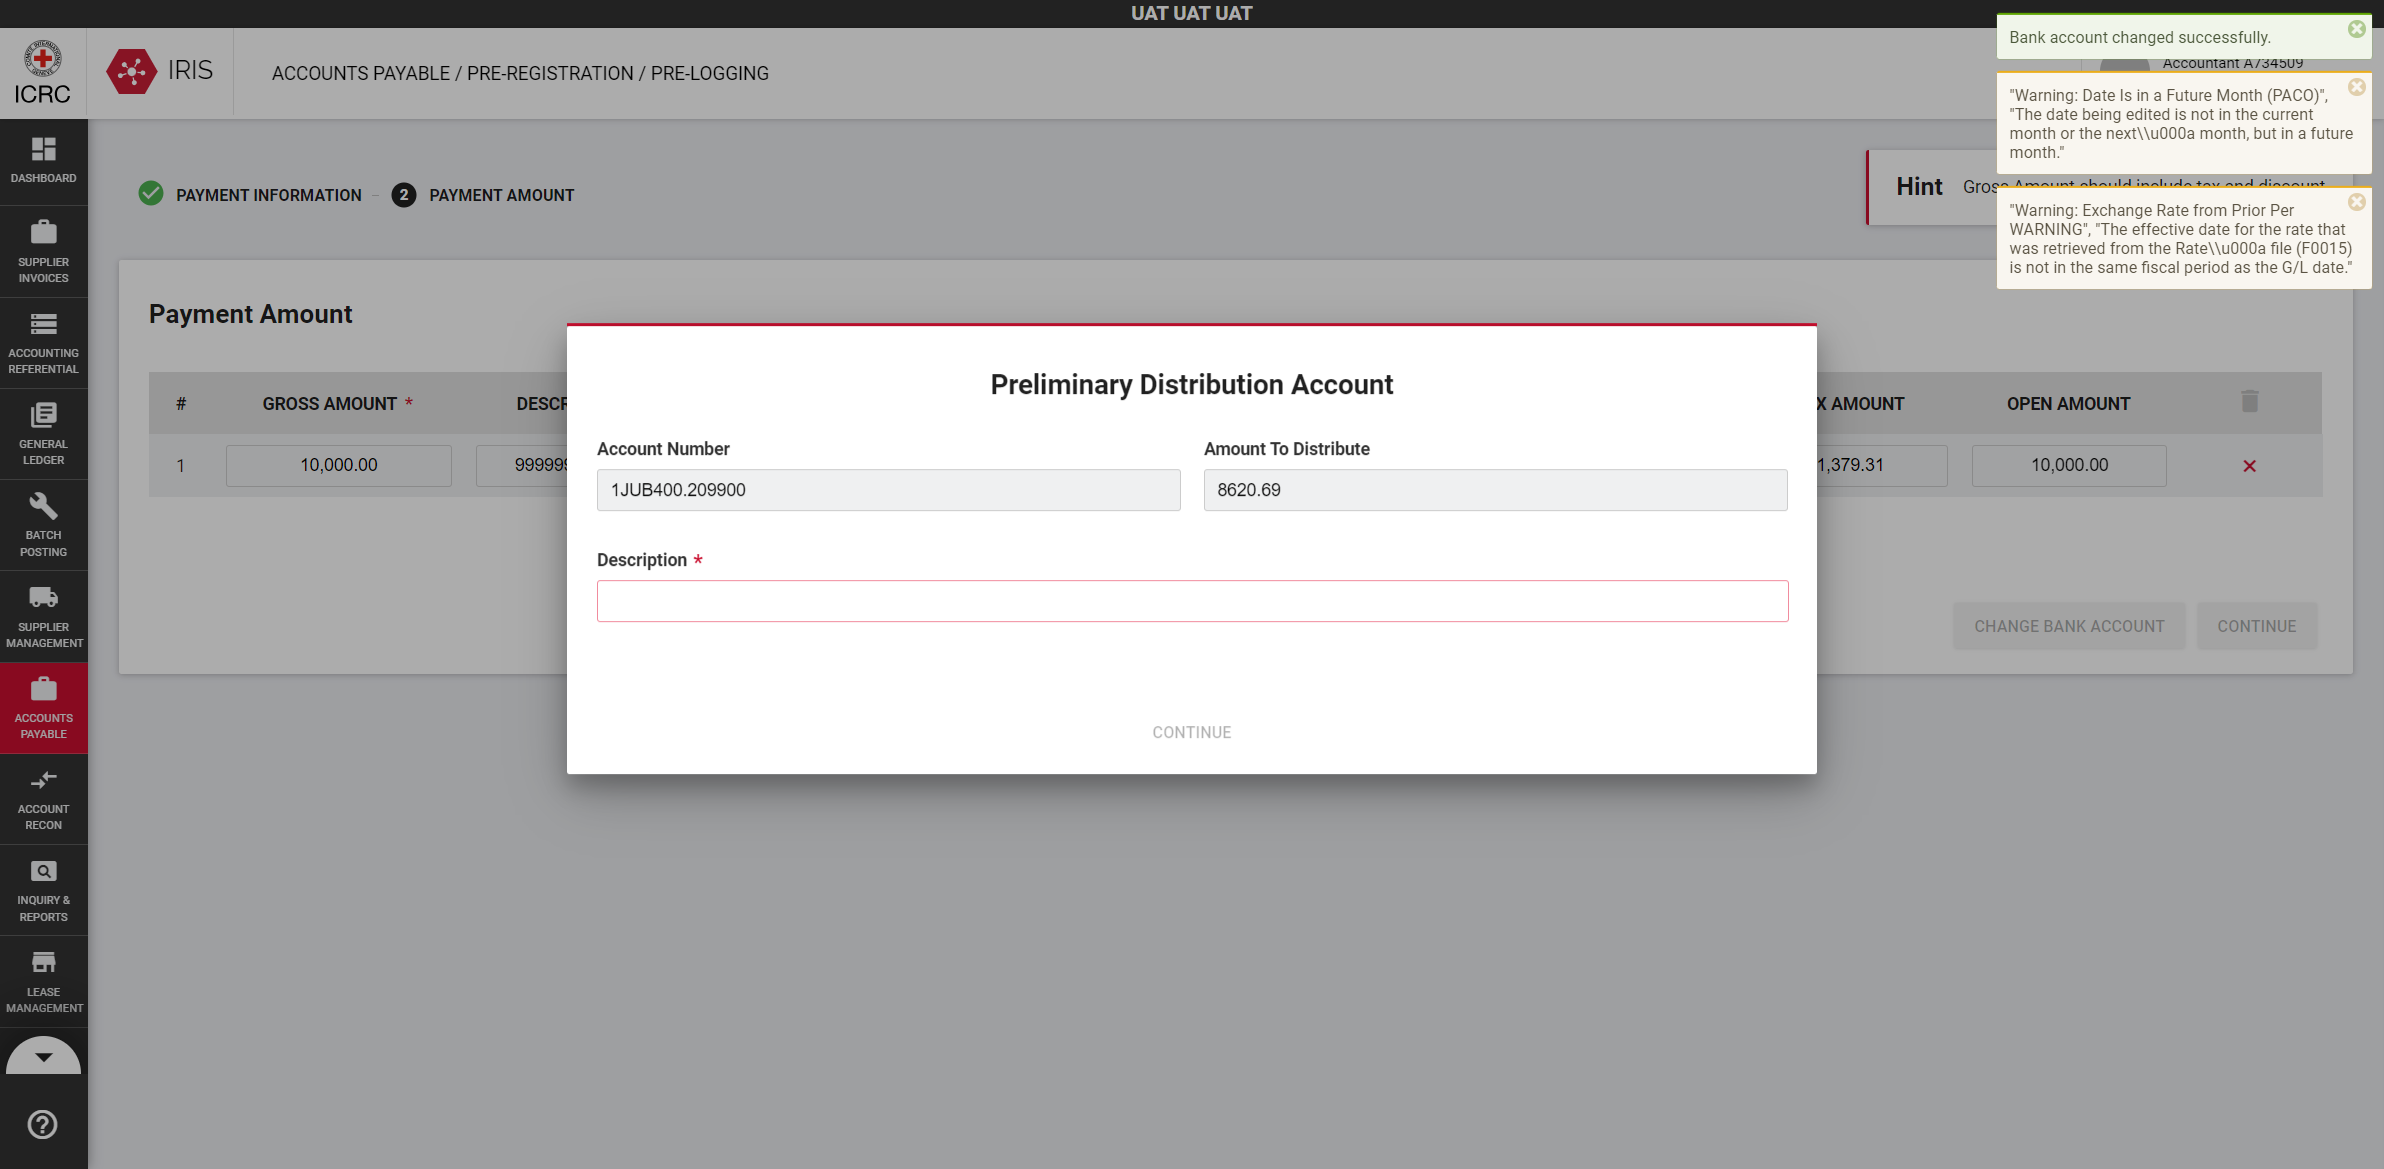 UAT UAT UAT
ICRC
IRIS
ACCOUNTS PAYABLE / PRE-REGISTRATION / PRE-LOGGING
Accountant A734509
Bank account changed successfully.
"Warning: Date Is in a Future Month (PACO)",
"The date being edited is not in the current
month or the next\\u000a month, but in a future
month."
"Warning: Exchange Rate from Prior Per
WARNING", "The effective date for the rate that
was retrieved from the Rate\\u000a file (F0015)
is not in the same fiscal period as the G/L date."
DASHBOARD
SUPPLIER
INVOICES
ACCOUNTING
REFERENTIAL
GENERAL
LEDGER
BATCH
POSTING
SUPPLIER
MANAGEMENT
ACCOUNTS
PAYABLE
ACCOUNT
RECON
INQUIRY &
REPORTS
LEASE
MANAGEMENT
PAYMENT INFORMATION
2 PAYMENT AMOUNT
Hint Gross Amount should include tax and discount
Payment Amount
# GROSS AMOUNT * DESCR X AMOUNT OPEN AMOUNT
1 10,000.00 99999 1,379.31 10,000.00
CHANGE BANK ACCOUNT CONTINUE
Preliminary Distribution Account
Account Number Amount To Distribute
1JUB400.209900 8620.69
Description *
CONTINUE